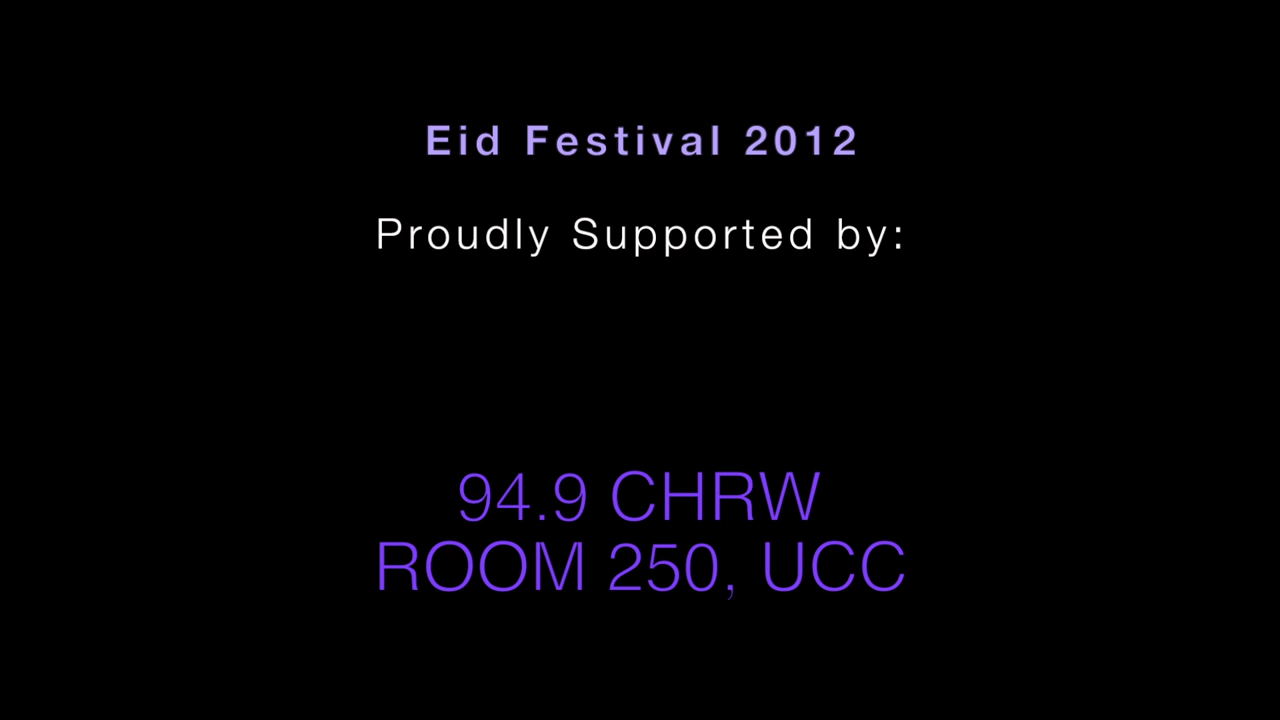 Eid Festival 2012
Proudly Supported by:
94.9 CHRW
ROOM 250, UCC